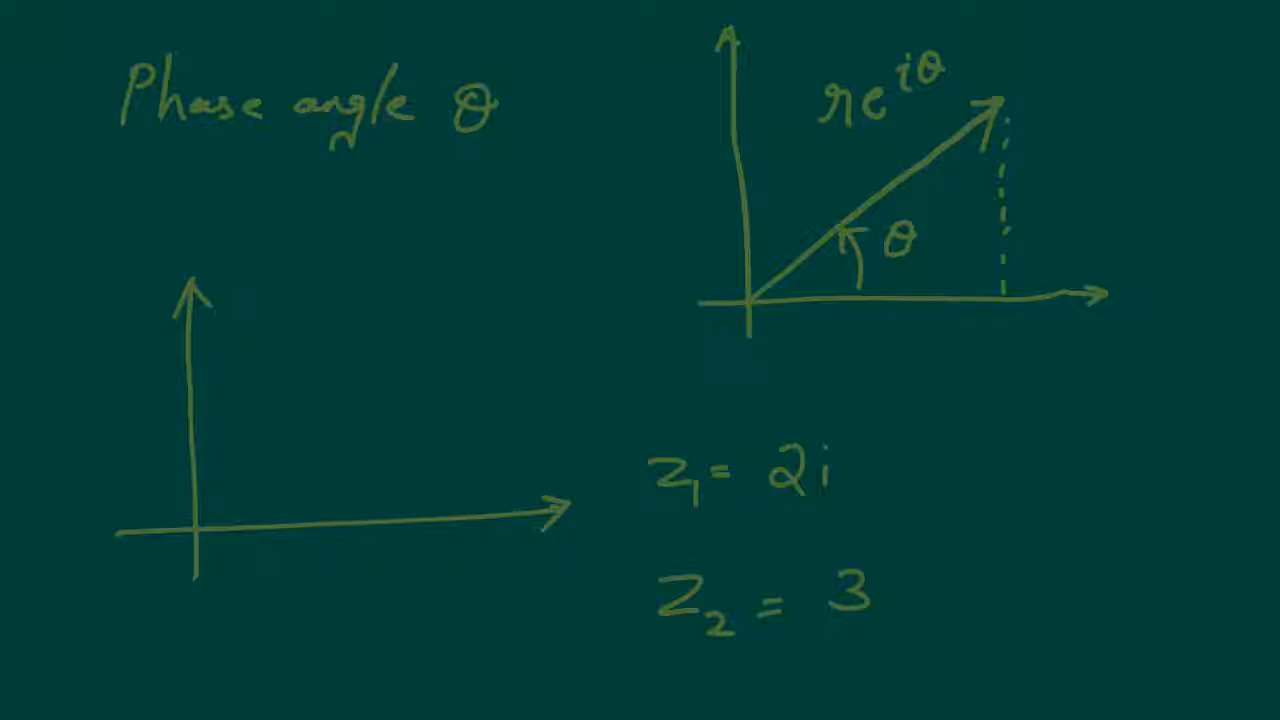 Phase angle θ
re^{iθ}
θ
z₁ = 2i
z₂ = 3